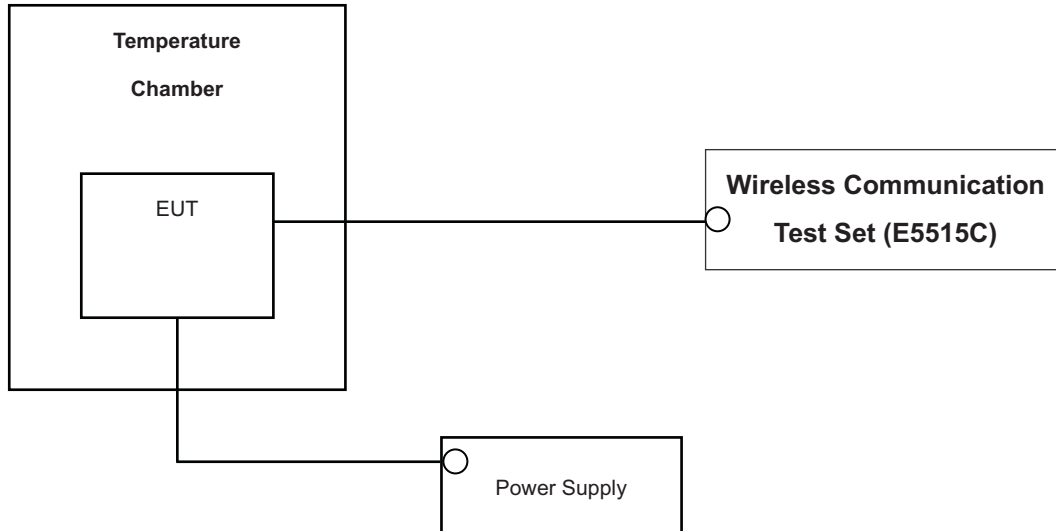 Temperature
Chamber
EUT
Wireless Communication
Test Set (E5515C)
Power Supply